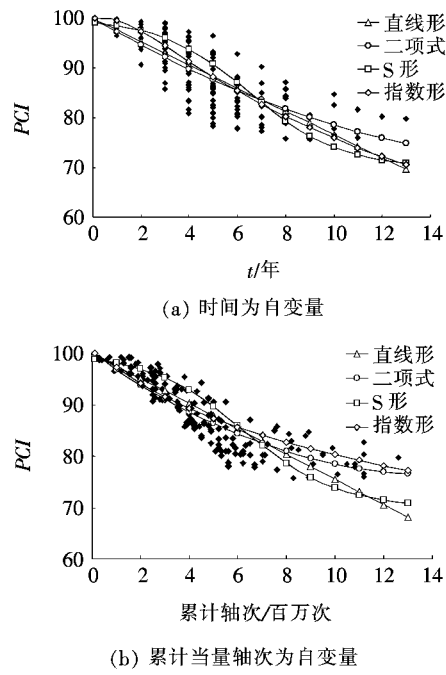 100
90
80
70
60
PCI
0
2
4
6
8
10
12
14
t/年
直线形
二项式
S形
指数形
(a) 时间为自变量
100
90
80
70
60
PCI
0
2
4
6
8
10
12
14
累计轴次/百万次
直线形
二项式
S形
指数形
(b) 累计当量轴次为自变量